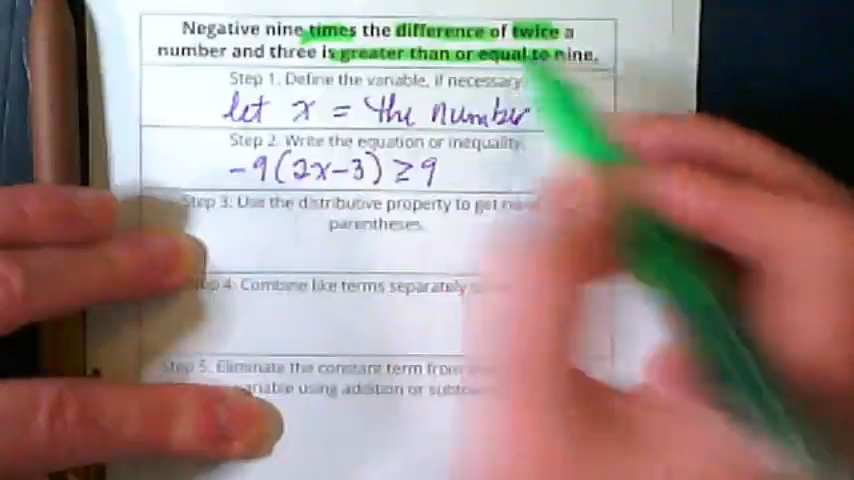 Negative nine times the difference of twice a
number and three is greater than or equal to nine.
Step 1. Define the variable, if necessary.
let x = the number
Step 2. Write the equation or inequality.
-9(2x-3) ≥ 9
Step 3. Use the distributive property to get
parentheses.
4. Combine like terms separately
Step 5. Eliminate the constant term from
variable using addition or